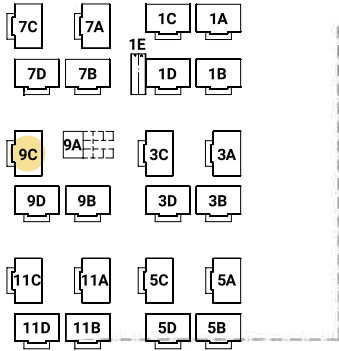 7C 7A 1C 1A
1E
7D 7B 1D 1B
9C 9A 3C 3A
9D 9B 3D 3B
11C 11A 5C 5A
11D 11B 5D 5B